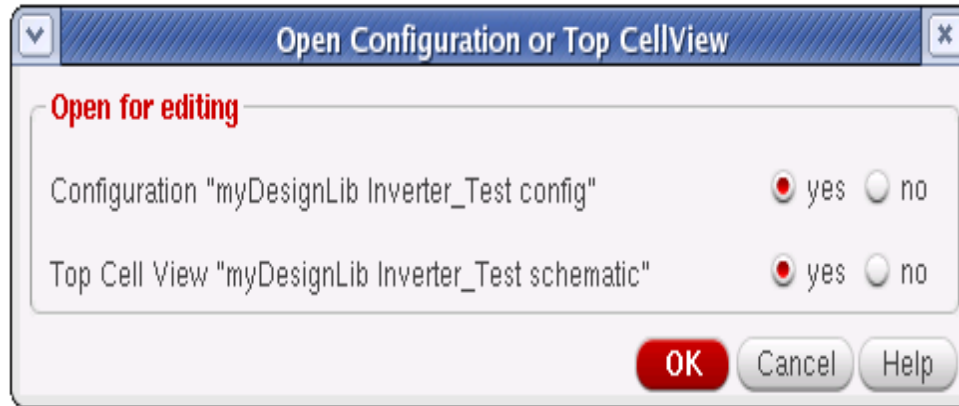 Open Configuration or Top CellView
Open for editing
Configuration "myDesignLib Inverter_Test config" yes no
Top Cell View "myDesignLib Inverter_Test schematic" yes no
OK Cancel Help